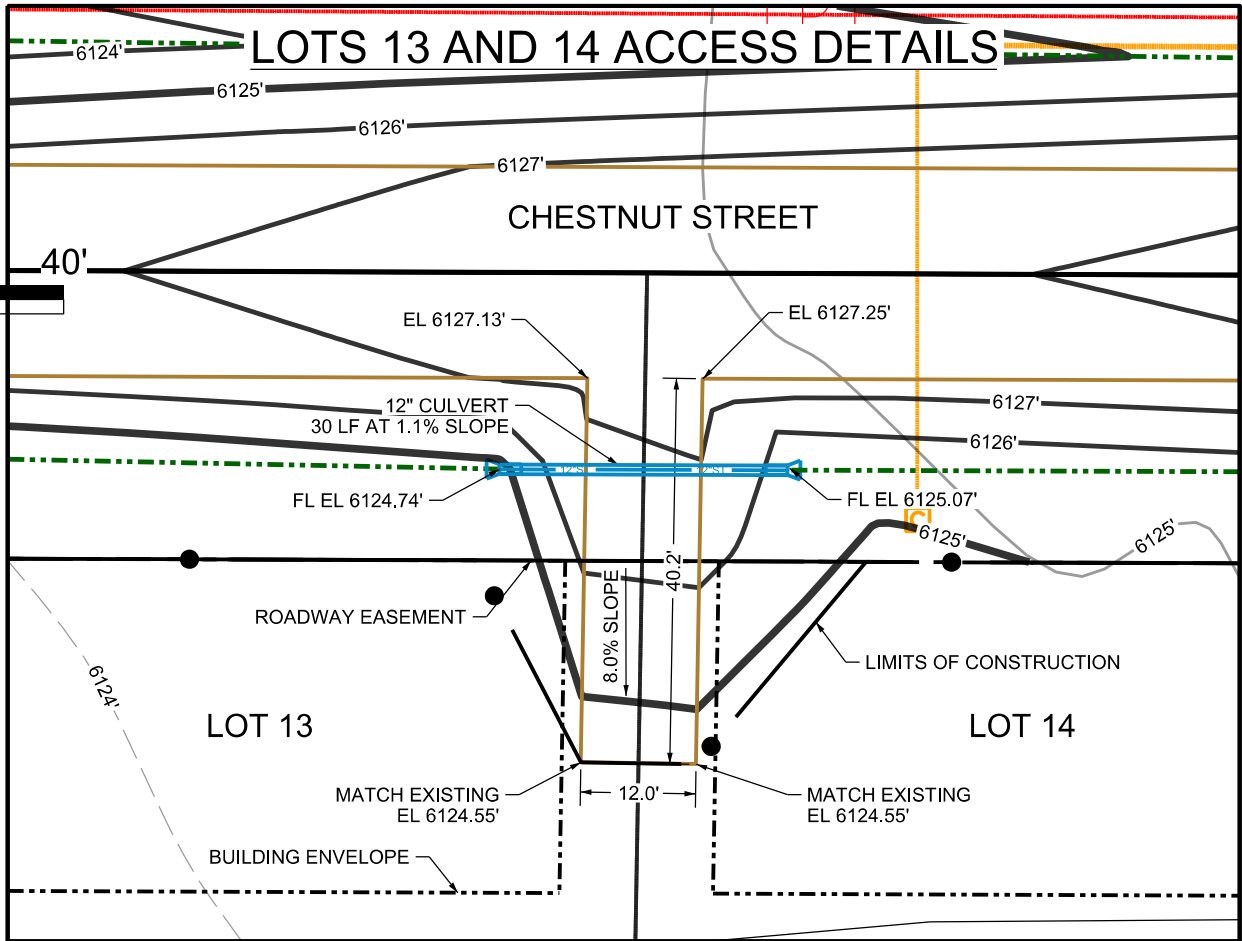 LOTS 13 AND 14 ACCESS DETAILS
6124'
6125'
6126'
6127'
CHESTNUT STREET
40'
EL 6127.13'
EL 6127.25'
12" CULVERT
30 LF AT 1.1% SLOPE
6127'
6126'
12"ST
FL EL 6124.74'
FL EL 6125.07'
C
6125'
6125'
40.2'
8.0% SLOPE
ROADWAY EASEMENT
LIMITS OF CONSTRUCTION
6124'
LOT 13
LOT 14
MATCH EXISTING
EL 6124.55'
12.0'
MATCH EXISTING
EL 6124.55'
BUILDING ENVELOPE